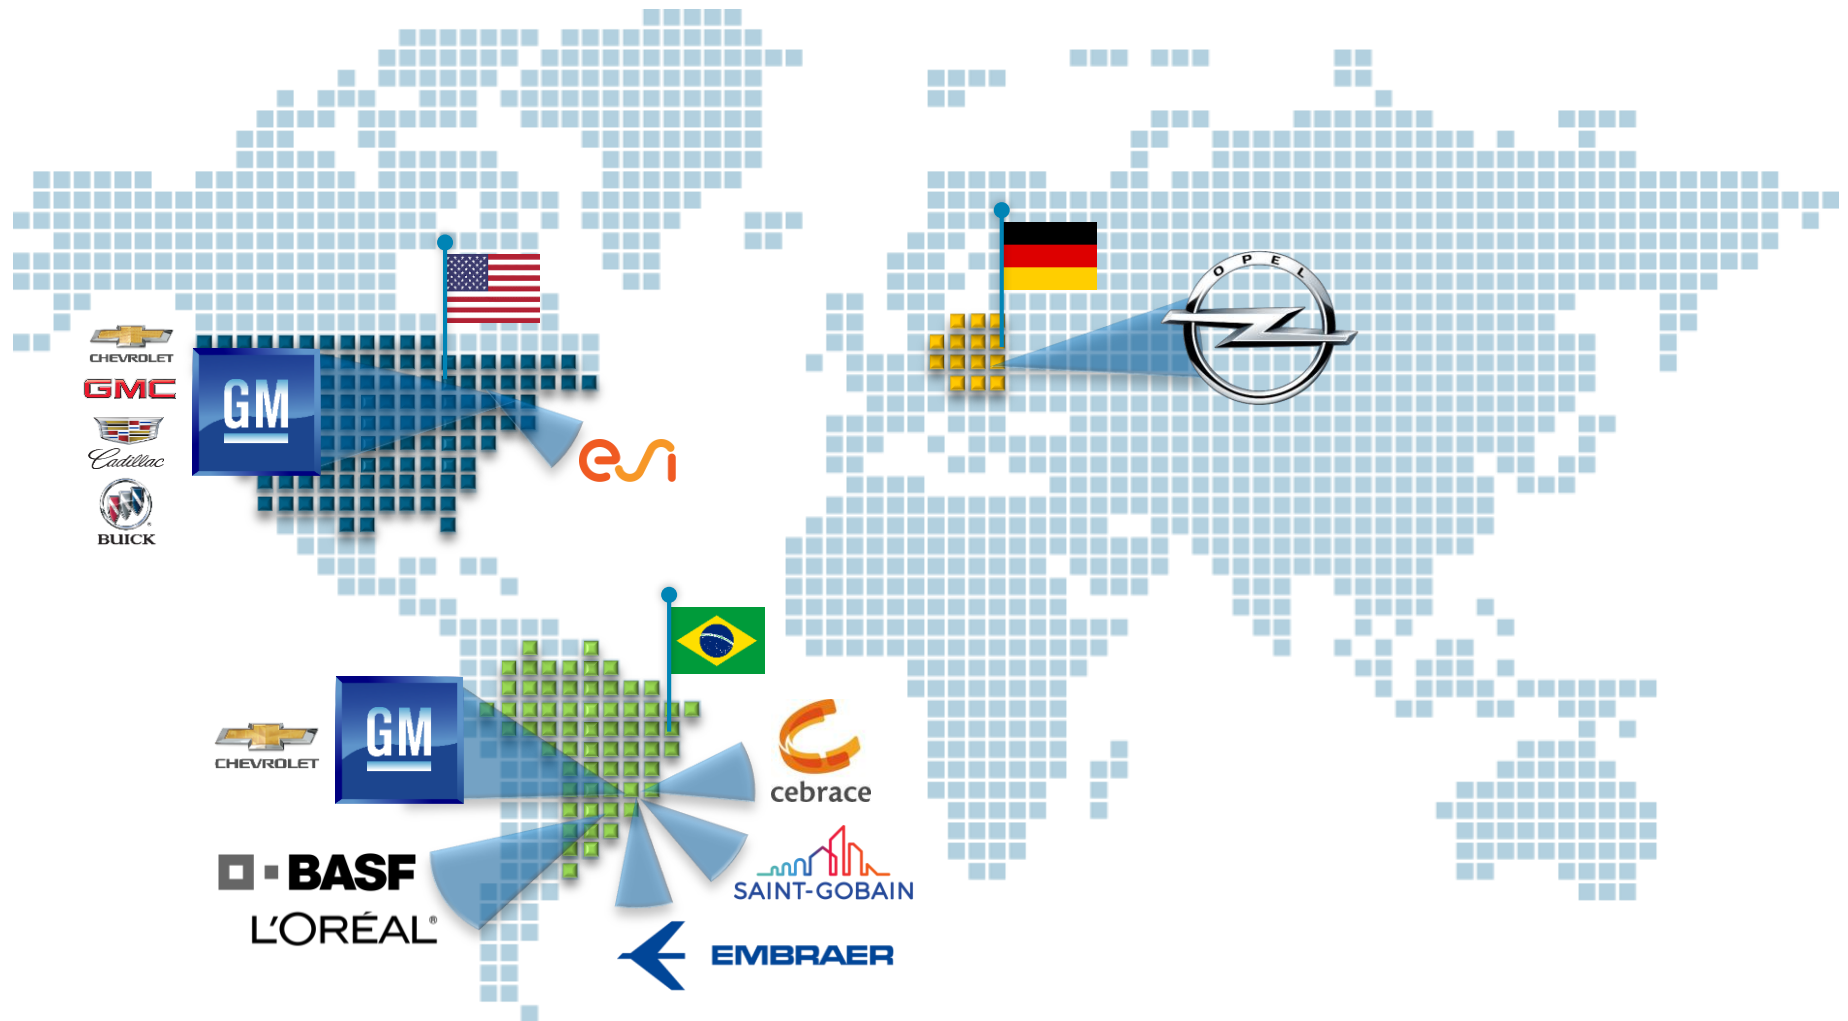 OPEL
CHEVROLET
GMC
Cadillac
BUICK
GM
esi
CHEVROLET
GM
cebrace
BASF
L'ORÉAL®
SAINT-GOBAIN
EMBRAER